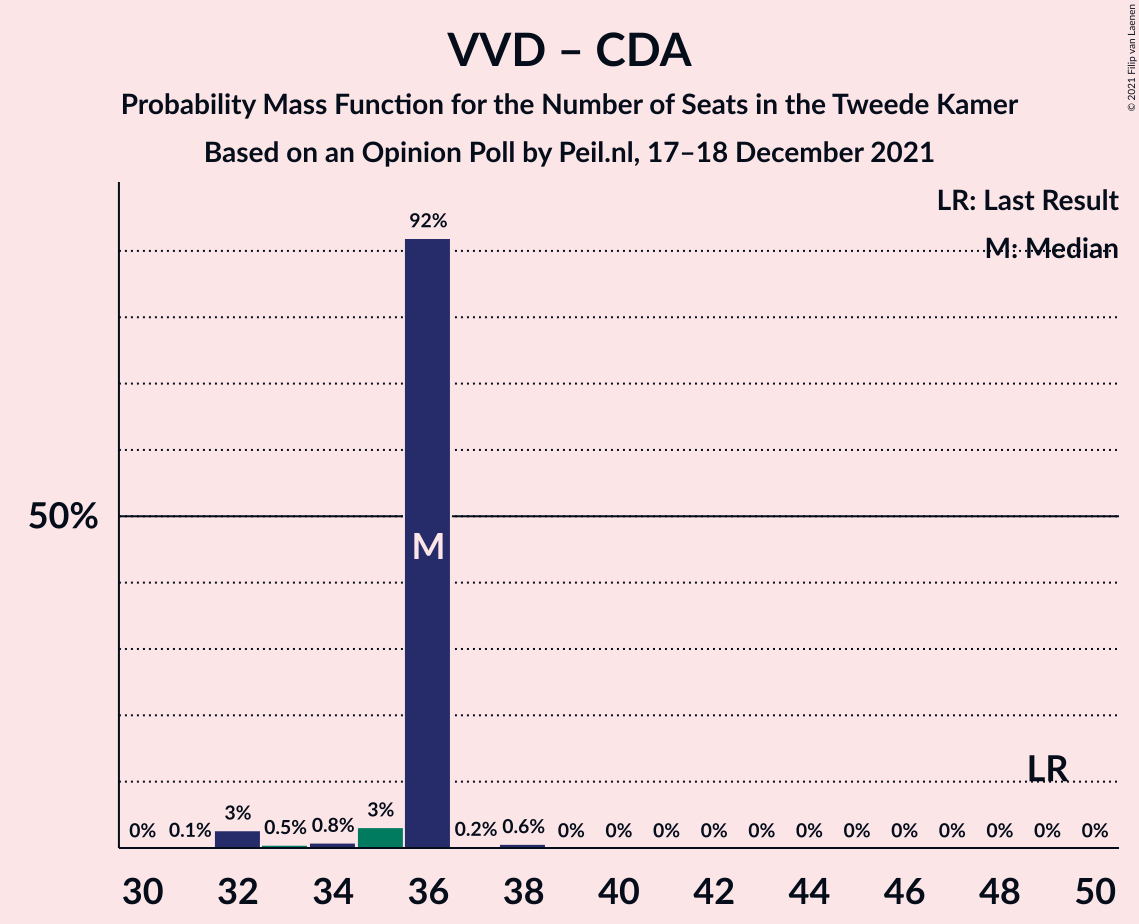 VVD – CDA
Probability Mass Function for the Number of Seats in the Tweede Kamer
Based on an Opinion Poll by Peil.nl, 17–18 December 2021
© 2021 Filip van Laenen
LR: Last Result
M: Median
92%
50%
M
LR
0% 0.1% 3% 0.5% 0.8% 3% 0.2% 0.6% 0% 0% 0% 0% 0% 0% 0% 0% 0% 0% 0% 0%
30 32 34 36 38 40 42 44 46 48 50